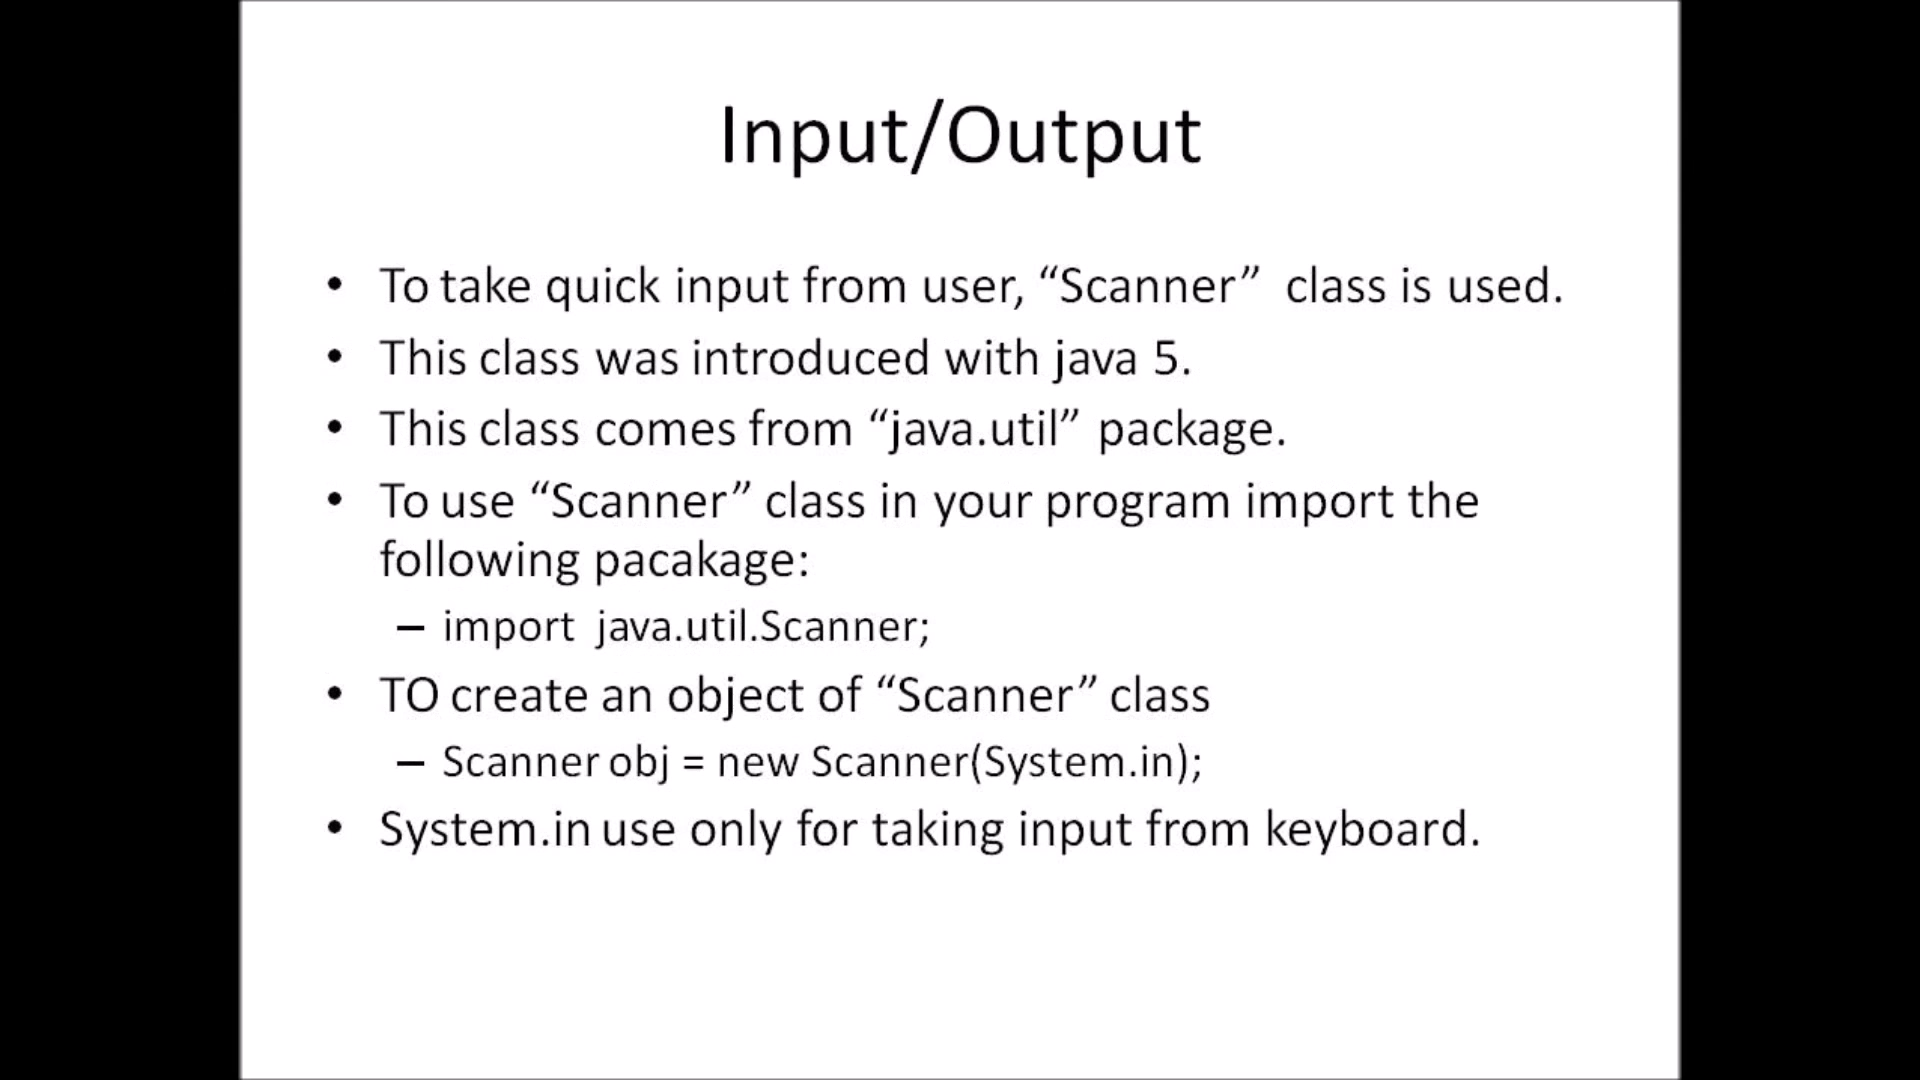 Input/Output
• To take quick input from user, “Scanner” class is used.
• This class was introduced with java 5.
• This class comes from “java.util” package.
• To use “Scanner” class in your program import the
following pacakage:
– import java.util.Scanner;
• TO create an object of “Scanner” class
– Scanner obj = new Scanner(System.in);
• System.in use only for taking input from keyboard.